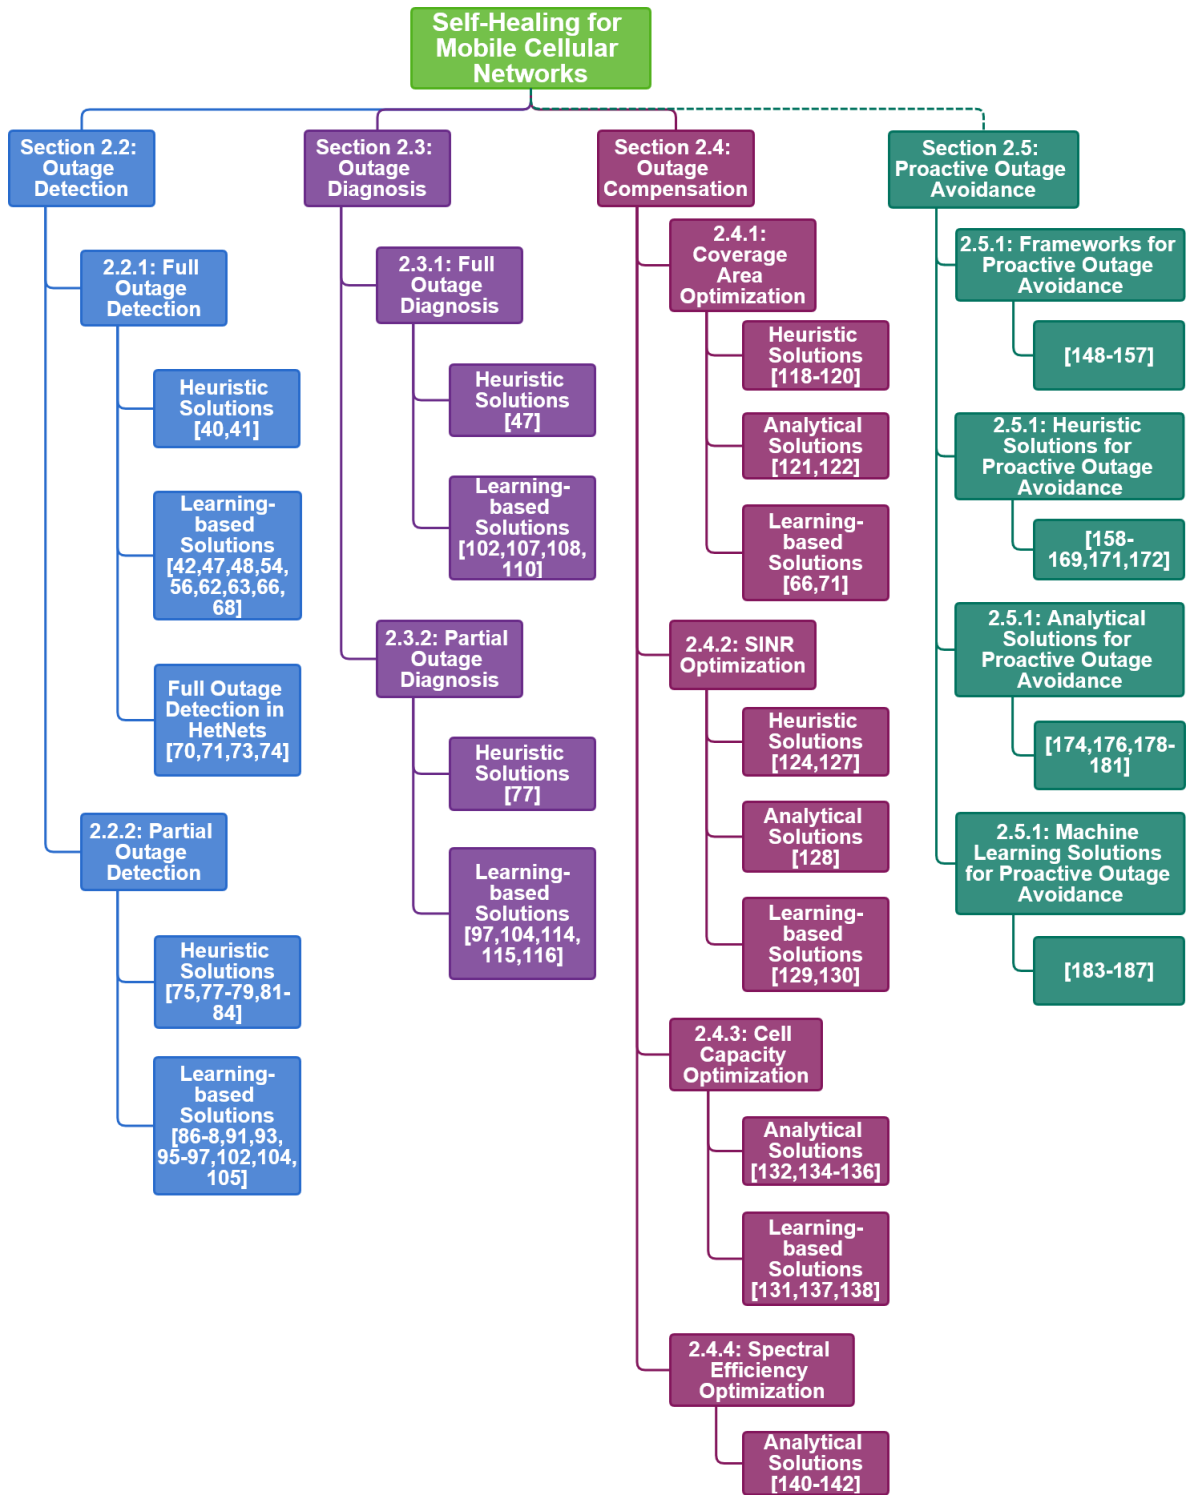 Self-Healing for
Mobile Cellular
Networks
Section 2.2:
Outage
Detection
2.2.1: Full
Outage
Detection
Heuristic
Solutions
[40,41]
Learning-
based
Solutions
[42,47,48,54,
56,62,63,66,
68]
Full Outage
Detection in
HetNets
[70,71,73,74]
2.2.2: Partial
Outage
Detection
Heuristic
Solutions
[75,77-79,81-
84]
Learning-
based
Solutions
[86-8,91,93,
95-97,102,104,
105]
Section 2.3:
Outage
Diagnosis
2.3.1: Full
Outage
Diagnosis
Heuristic
Solutions
[47]
Learning-
based
Solutions
[102,107,108,
110]
2.3.2: Partial
Outage
Diagnosis
Heuristic
Solutions
[77]
Learning-
based
Solutions
[97,104,114,
115,116]
Section 2.4:
Outage
Compensation
2.4.1:
Coverage
Area
Optimization
Heuristic
Solutions
[118-120]
Analytical
Solutions
[121,122]
Learning-
based
Solutions
[66,71]
2.4.2: SINR
Optimization
Heuristic
Solutions
[124,127]
Analytical
Solutions
[128]
Learning-
based
Solutions
[129,130]
2.4.3: Cell
Capacity
Optimization
Analytical
Solutions
[132,134-136]
Learning-
based
Solutions
[131,137,138]
2.4.4: Spectral
Efficiency
Optimization
Analytical
Solutions
[140-142]
Section 2.5:
Proactive Outage
Avoidance
2.5.1: Frameworks for
Proactive Outage
Avoidance
[148-157]
2.5.1: Heuristic
Solutions for
Proactive Outage
Avoidance
[158-
169,171,172]
2.5.1: Analytical
Solutions for
Proactive Outage
Avoidance
[174,176,178-
181]
2.5.1: Machine
Learning Solutions
for Proactive Outage
Avoidance
[183-187]